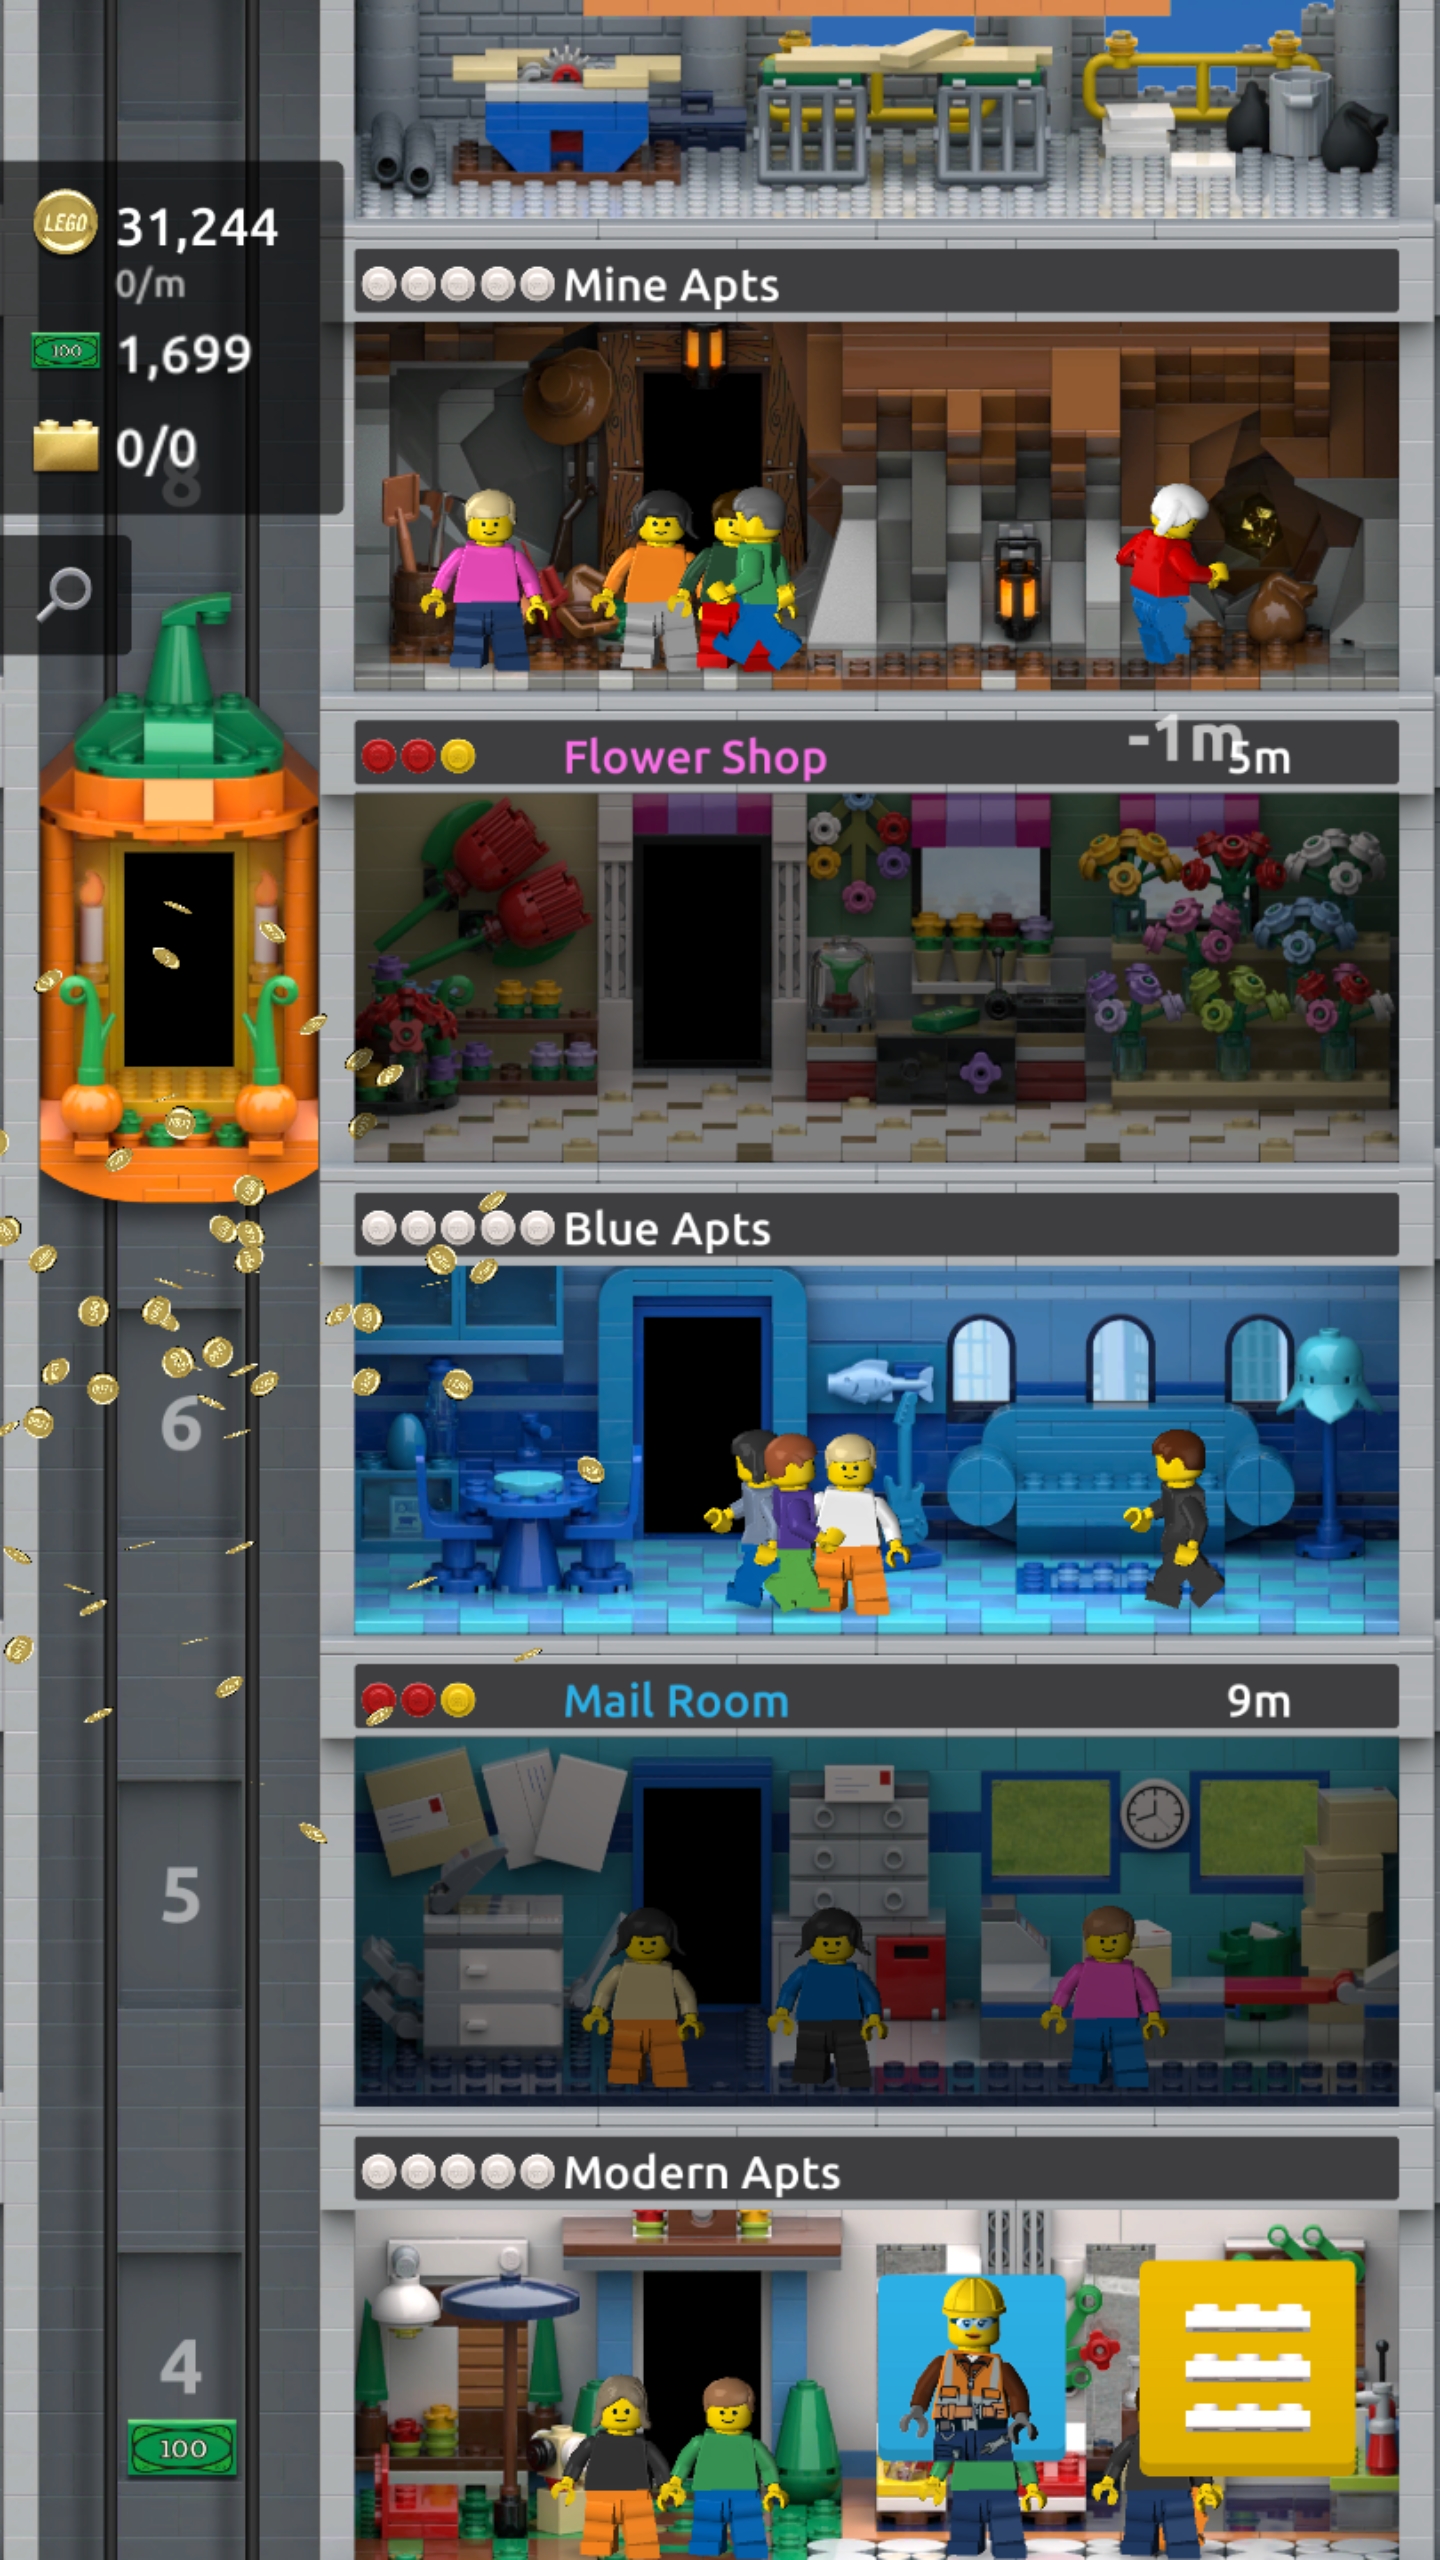 LEGO 31,244
0/m
100 1,699
0/0
8
Mine Apts
Flower Shop -1m 5m
Blue Apts
6
Mail Room 9m
5
Modern Apts
4
100